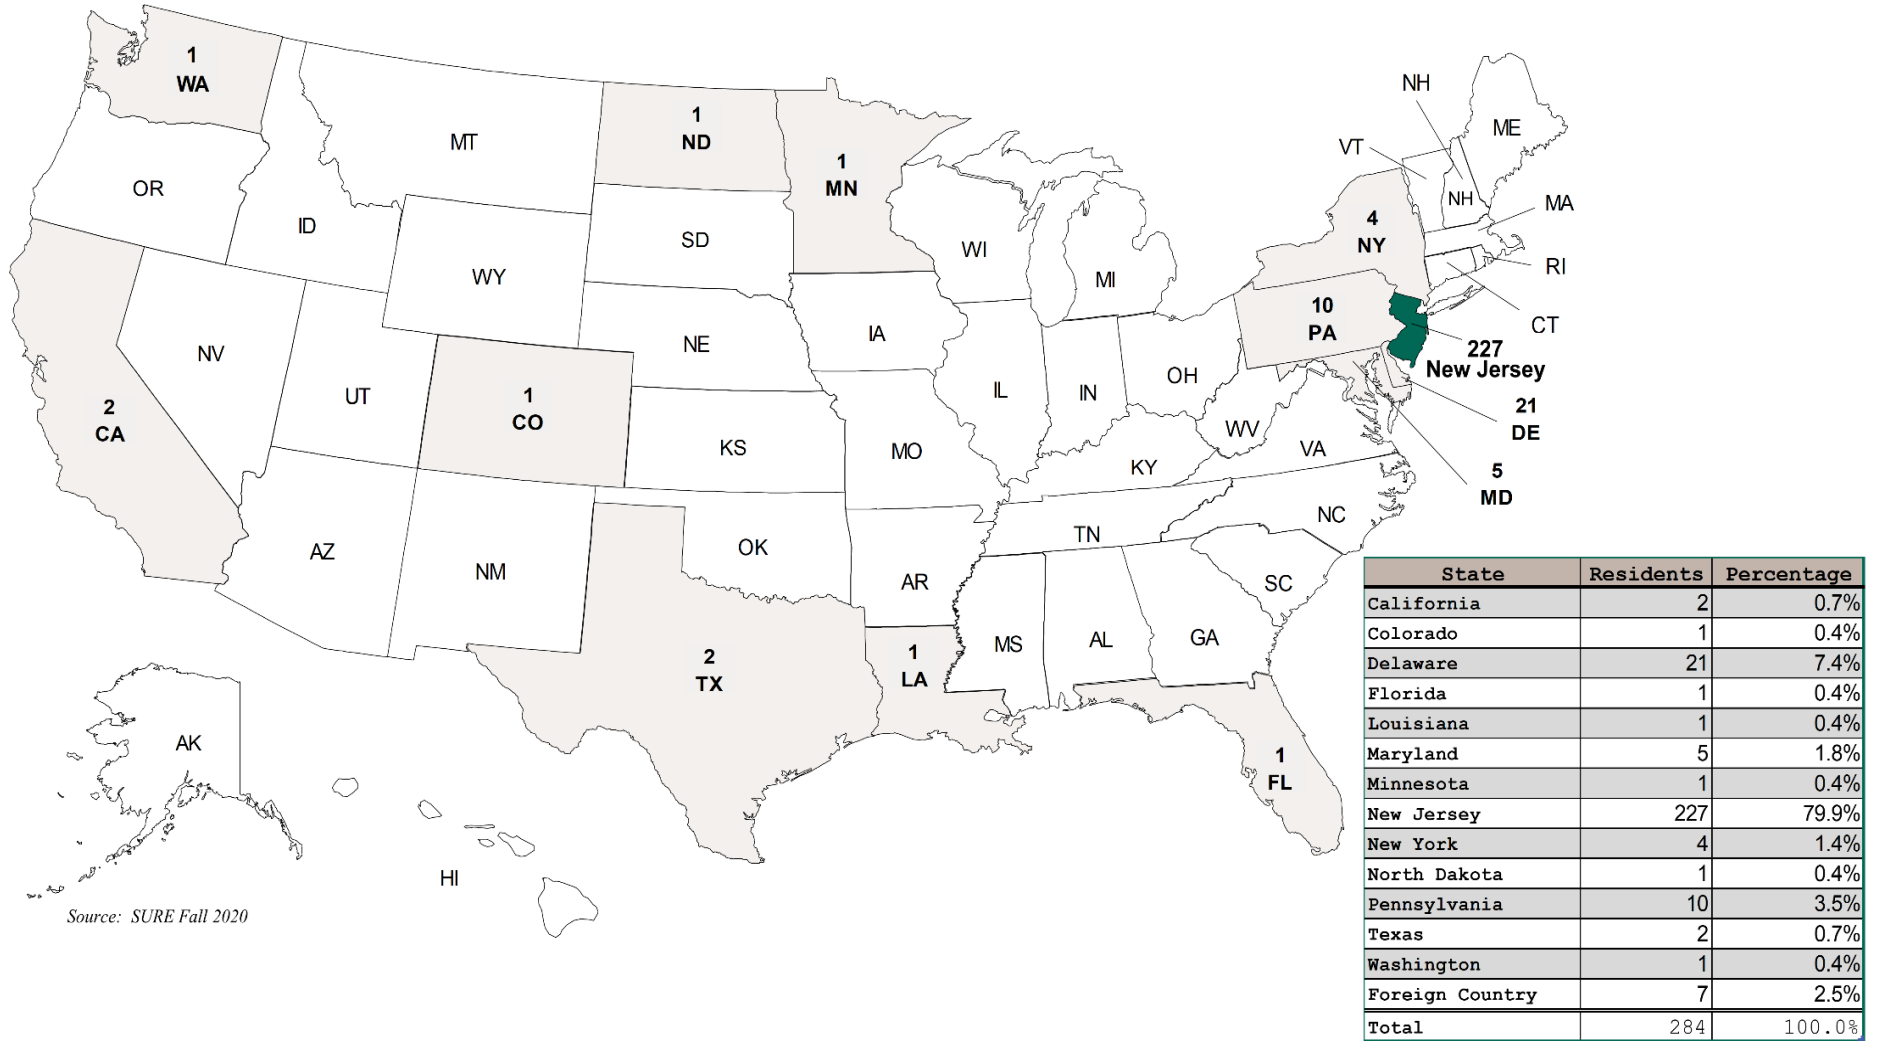 1
WA
MT
1
ND
1
MN
NH
ME
VT
OR
ID
SD
WI
MI
4
NY
NH
MA
WY
RI
10
PA
CT
NV
NE
IA
227
New Jersey
UT
1
CO
IL
IN
OH
2
CA
21
DE
KS
MO
WV
VA
KY
5
MD
AZ
NM
OK
TN
NC
AR
SC
2
TX
1
LA
MS
AL
GA
AK
1
FL
HI
Source: SURE Fall 2020
State Residents Percentage
California 2 0.7%
Colorado 1 0.4%
Delaware 21 7.4%
Florida 1 0.4%
Louisiana 1 0.4%
Maryland 5 1.8%
Minnesota 1 0.4%
New Jersey 227 79.9%
New York 4 1.4%
North Dakota 1 0.4%
Pennsylvania 10 3.5%
Texas 2 0.7%
Washington 1 0.4%
Foreign Country 7 2.5%
Total 284 100.0%